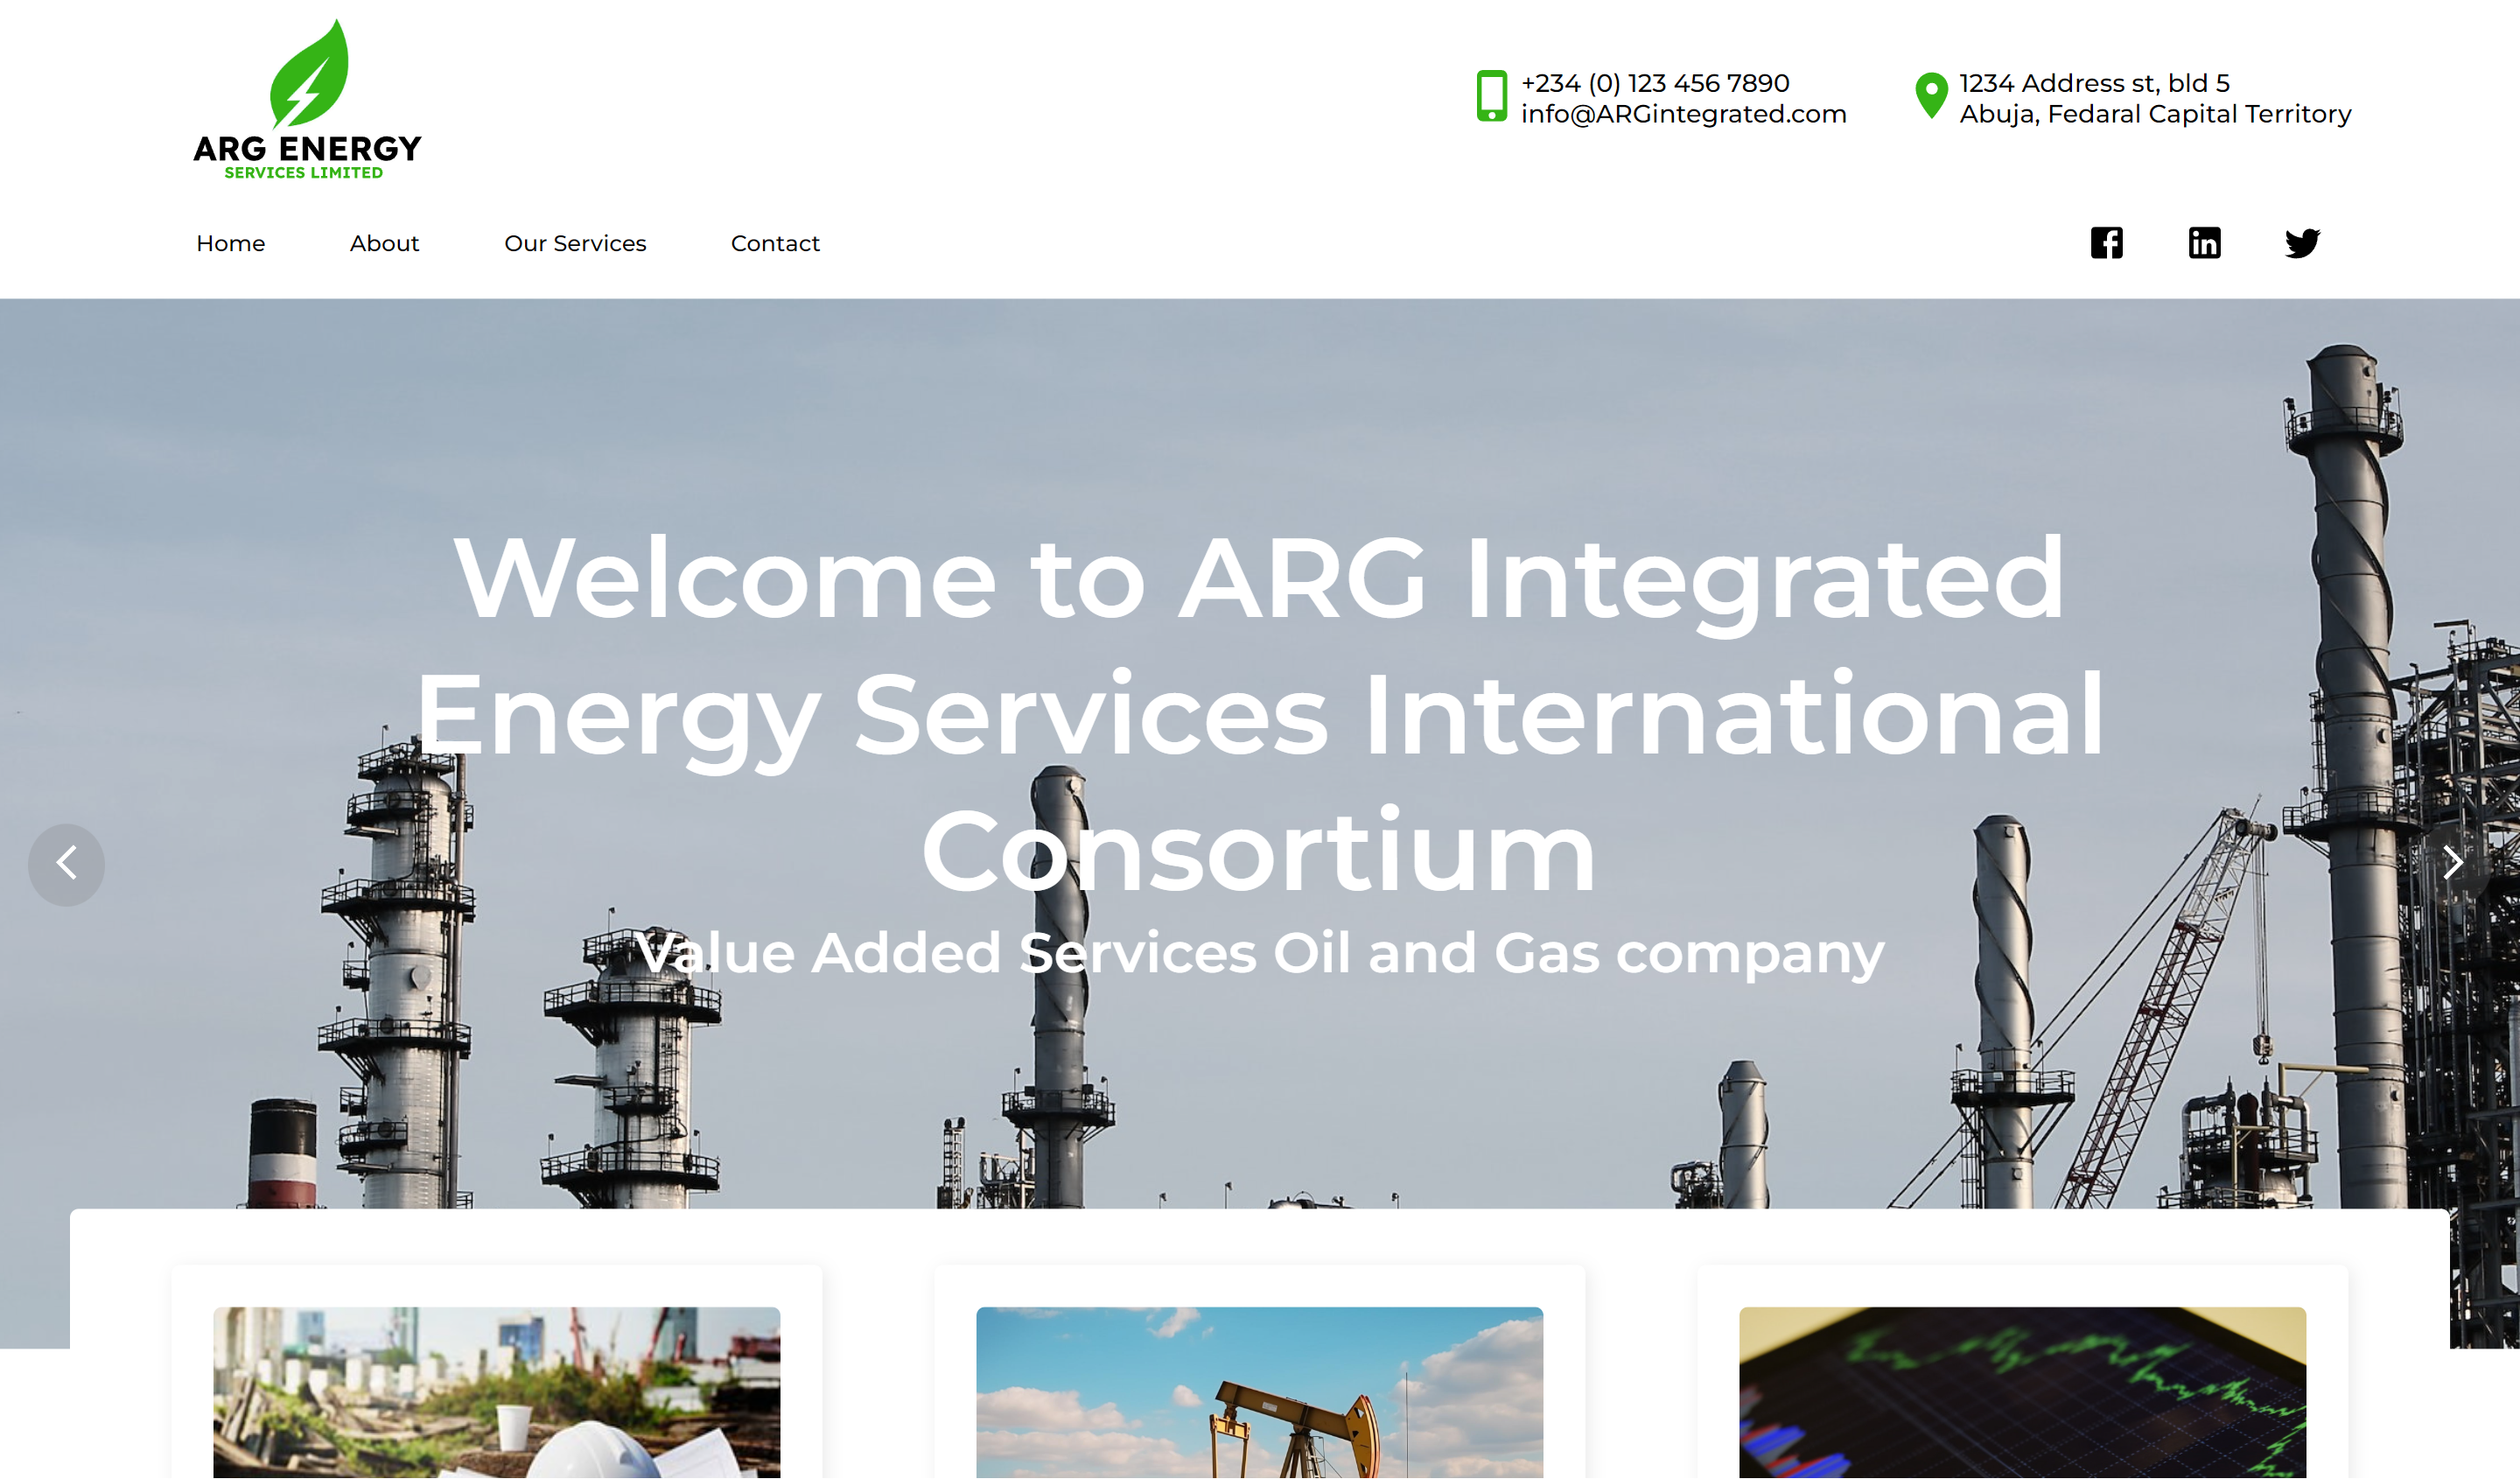 ARG ENERGY
SERVICES LIMITED
+234 (0) 123 456 7890
info@ARGintegrated.com
1234 Address st, bld 5
Abuja, Fedaral Capital Territory
Home
About
Our Services
Contact
Welcome to ARG Integrated
Energy Services International
Consortium
Value Added Services Oil and Gas company